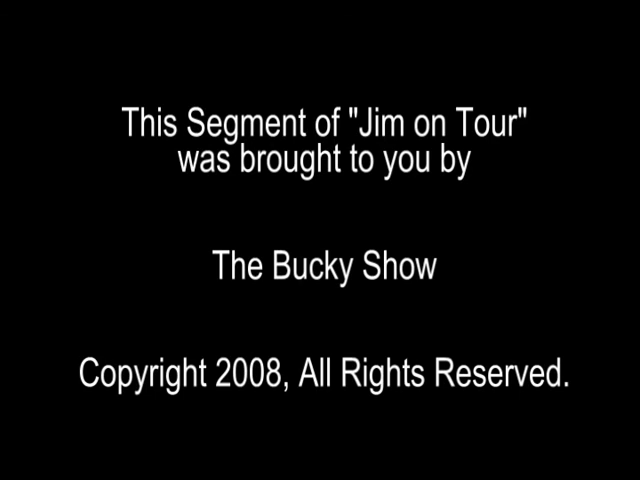 This Segment of "Jim on Tour"
was brought to you by
The Bucky Show
Copyright 2008, All Rights Reserved.